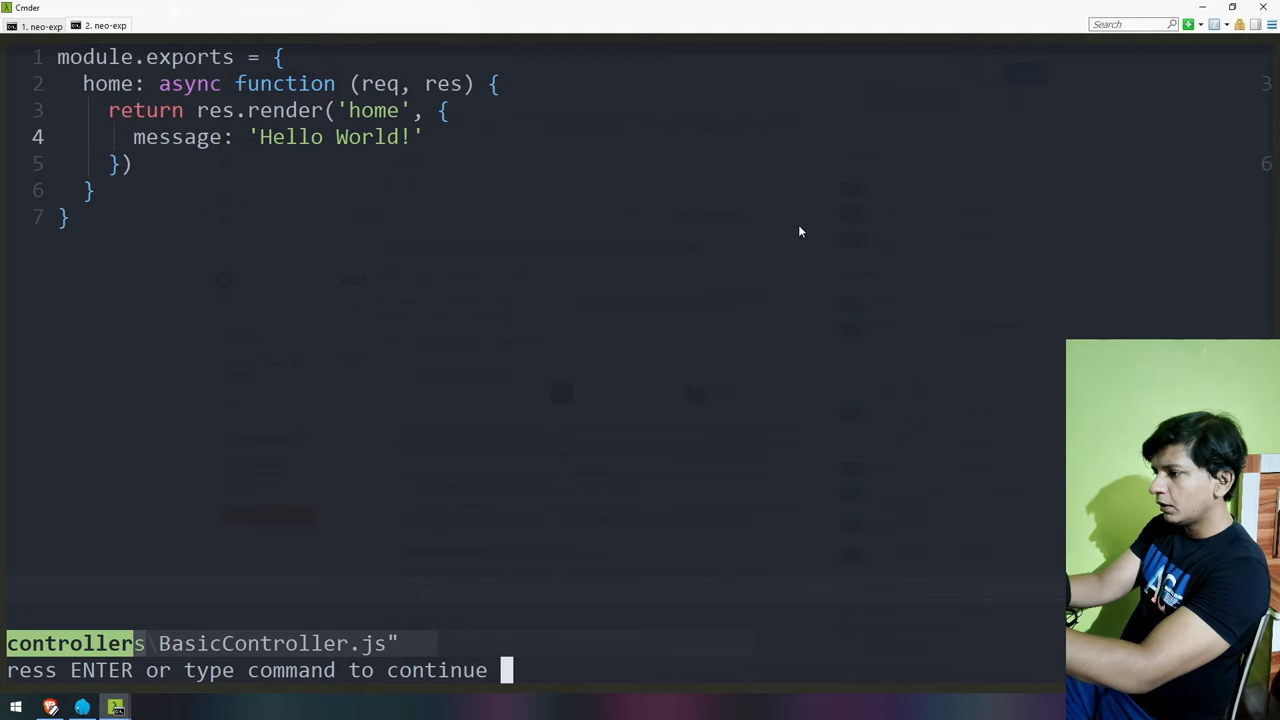 Cmder
1. neo-exp
2. neo-exp
Search
1 module.exports = {
2 home: async function (req, res) {
3 return res.render('home', {
4 message: 'Hello World!'
5 })
6 }
7 }
3
6
controllers\BasicController.js"
ress ENTER or type command to continue